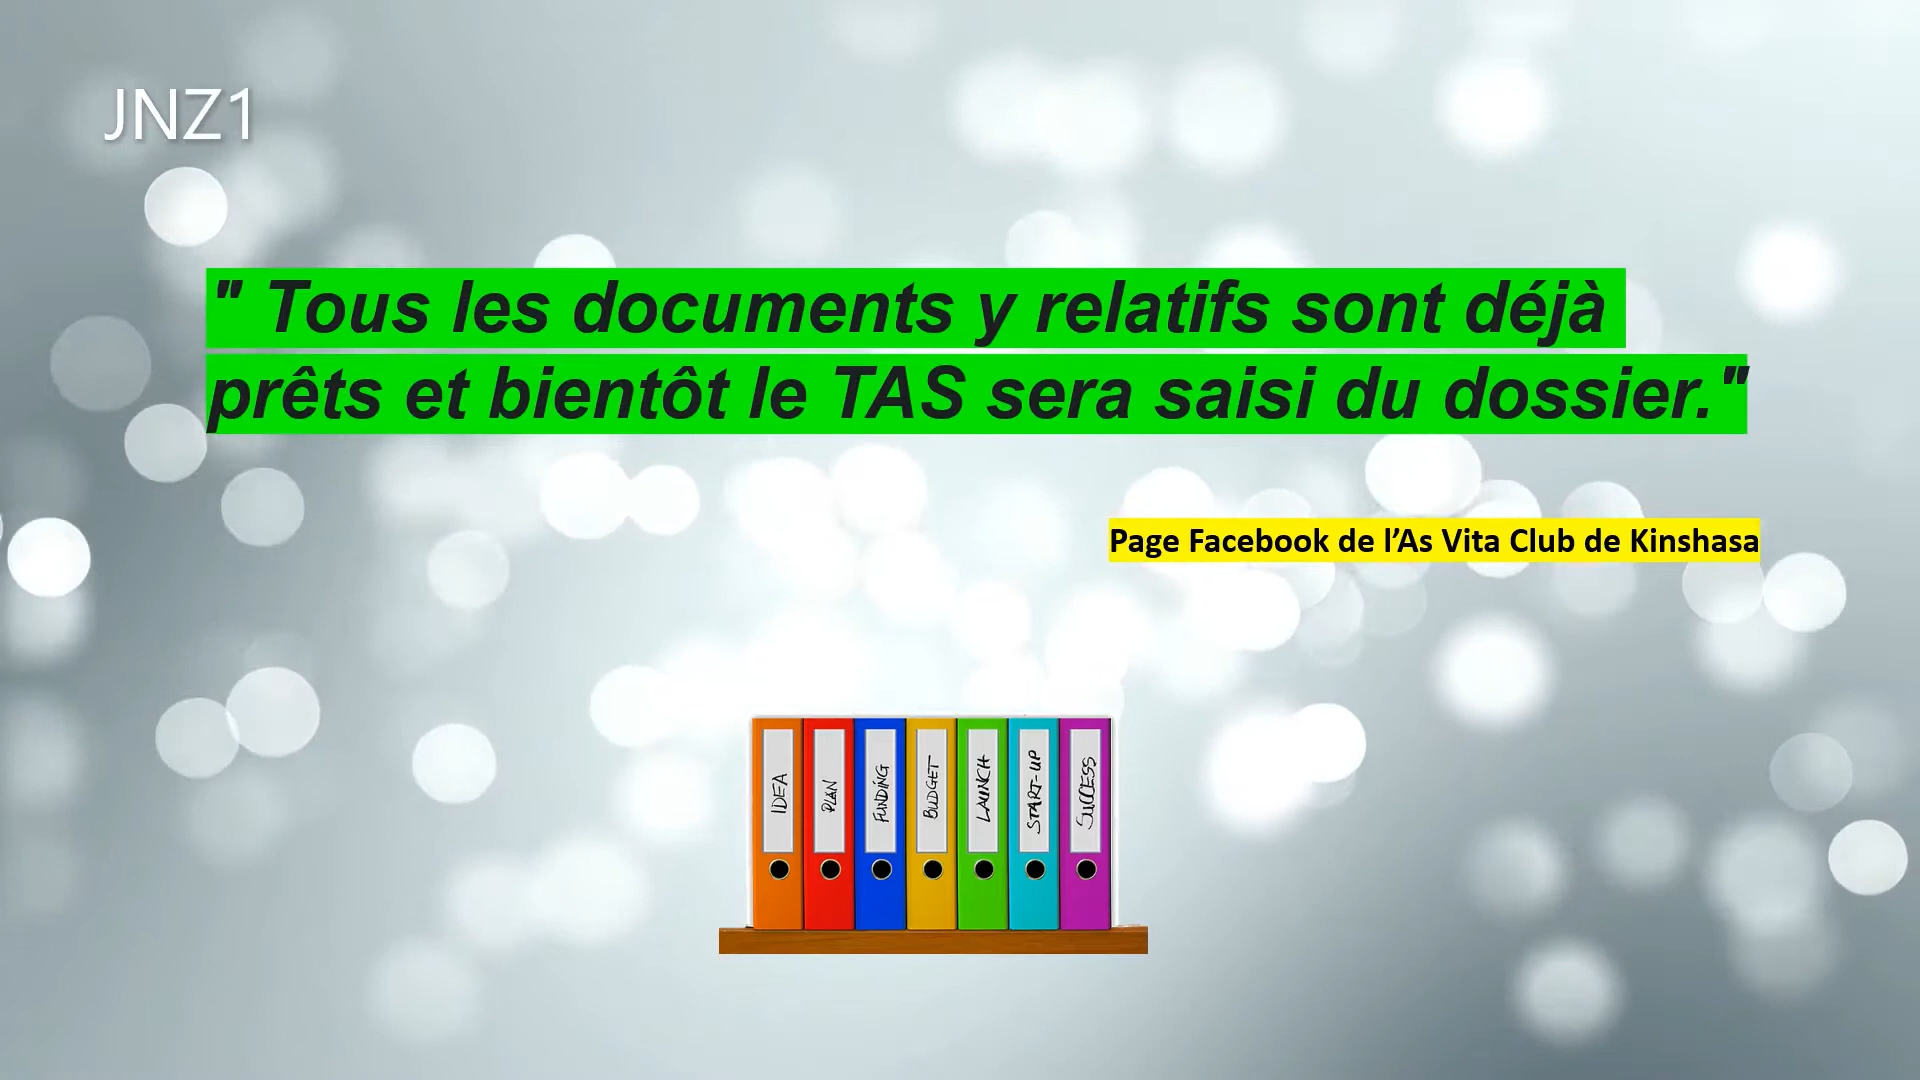 JNZ1
" Tous les documents y relatifs sont déjà
prêts et bientôt le TAS sera saisi du dossier."
Page Facebook de l’As Vita Club de Kinshasa
IDEA
PLAN
FUNDING
BUDGET
LAUNCH
START-UP
SUCCESS